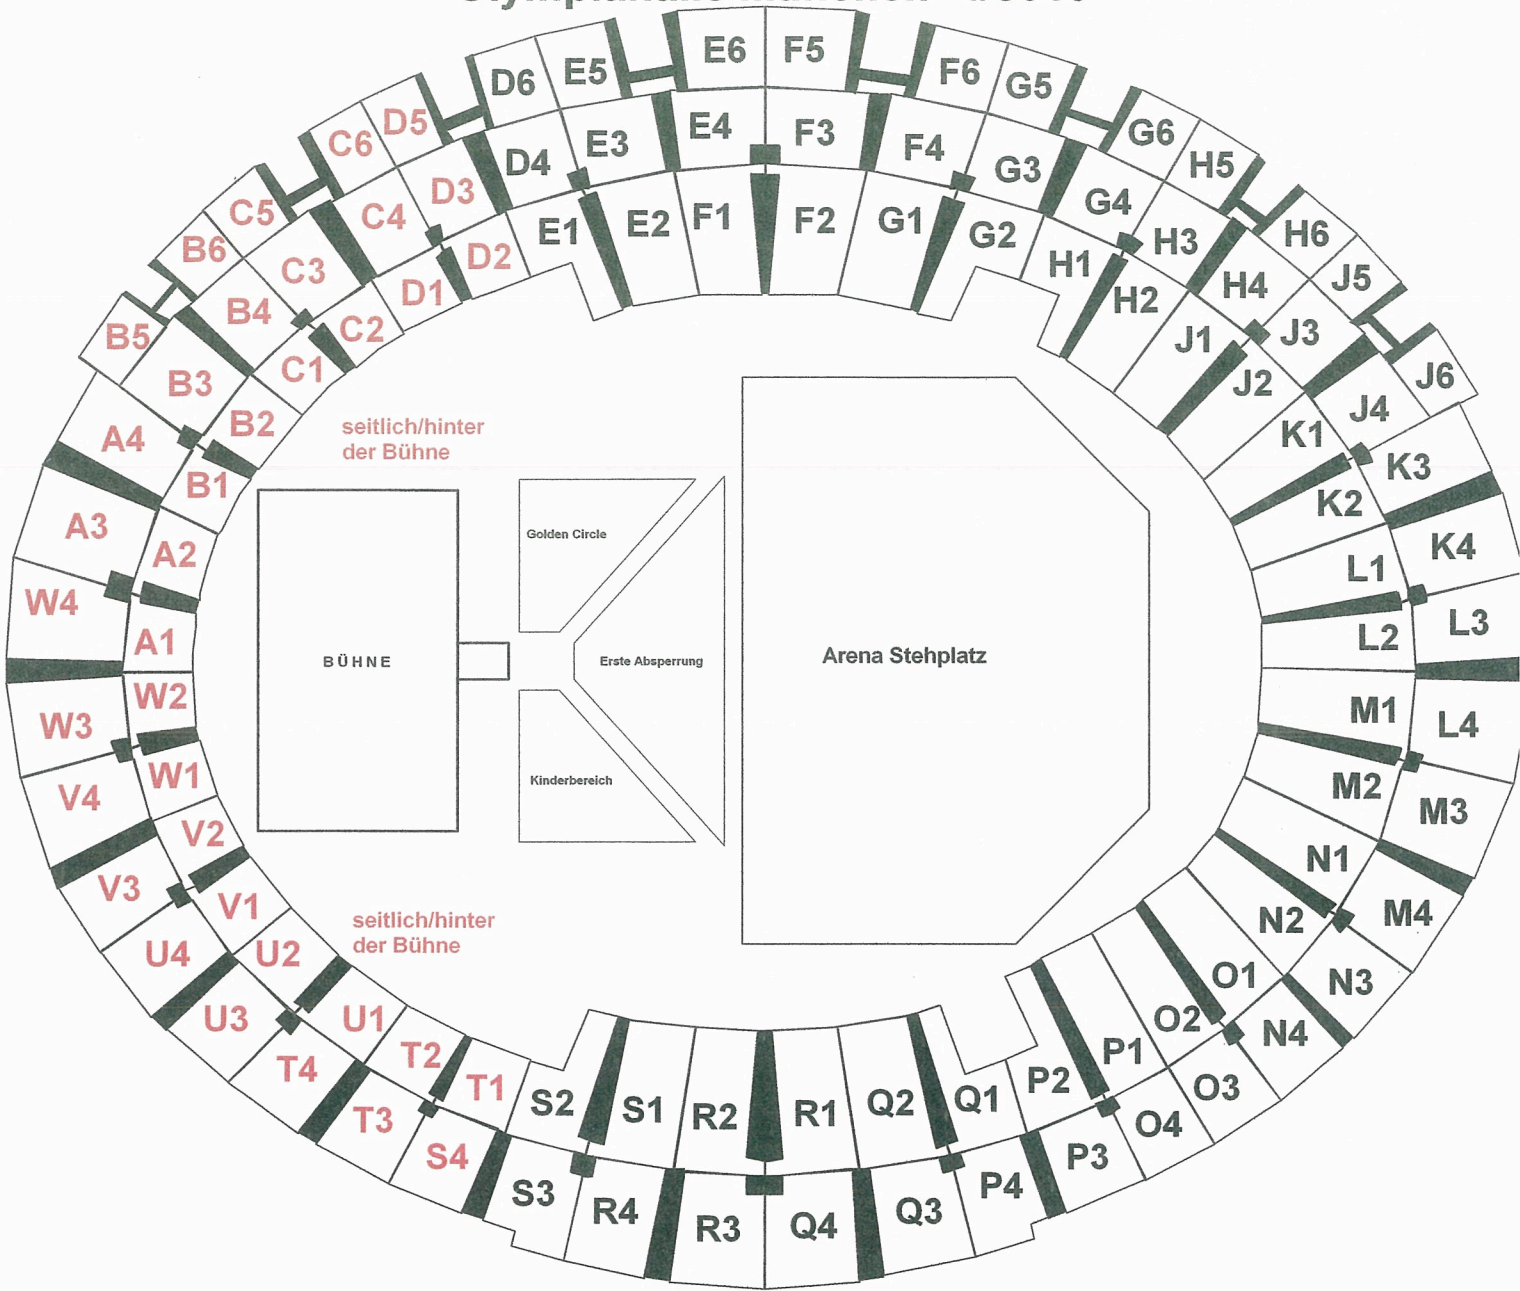 E6 F5
D6 E5 F6 G5
C6 D5 E4 F3 G6 H5
D4 E3 F4 G3
C5 C4 D3 G4 H3 H6
B6 C3 D2 E1 E2 F1 F2 G1 G2 H1 H4 J5
B5 B4 C2 D1 H2 J1 J3
B3 C1 J2 J4 J6
A4 B2 K1 K3
seitlich/hinter
der Bühne
A3 B1 K2 K4
Golden Circle
W4 A2 L1 L3
A1 L2
BÜHNE
Erste Absperrung
Arena Stehplatz
W3 W2 M1 L4
V4 W1 M2 M3
Kinderbereich
V3 V2 N1 M4
U4 V1 N2 N3
seitlich/hinter
der Bühne
U3 U2 O1 N4
T4 U1 O2 O3
T3 T2 P1 O4
S4 T1 S2 S1 R2 R1 Q2 Q1 P2 P3
S3 R4 R3 Q4 Q3 P4